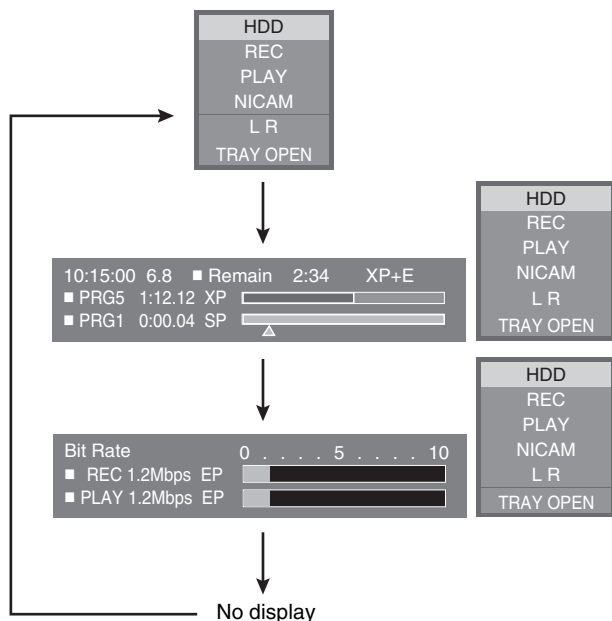 HDD
REC
PLAY
NICAM
L R
TRAY OPEN
10:15:00 6.8 ■ Remain 2:34 XP+E
■ PRG5 1:12.12 XP
■ PRG1 0:00.04 SP
HDD
REC
PLAY
NICAM
L R
TRAY OPEN
Bit Rate 0 . . . . 5 . . . . 10
■ REC 1.2Mbps EP
■ PLAY 1.2Mbps EP
HDD
REC
PLAY
NICAM
L R
TRAY OPEN
No display